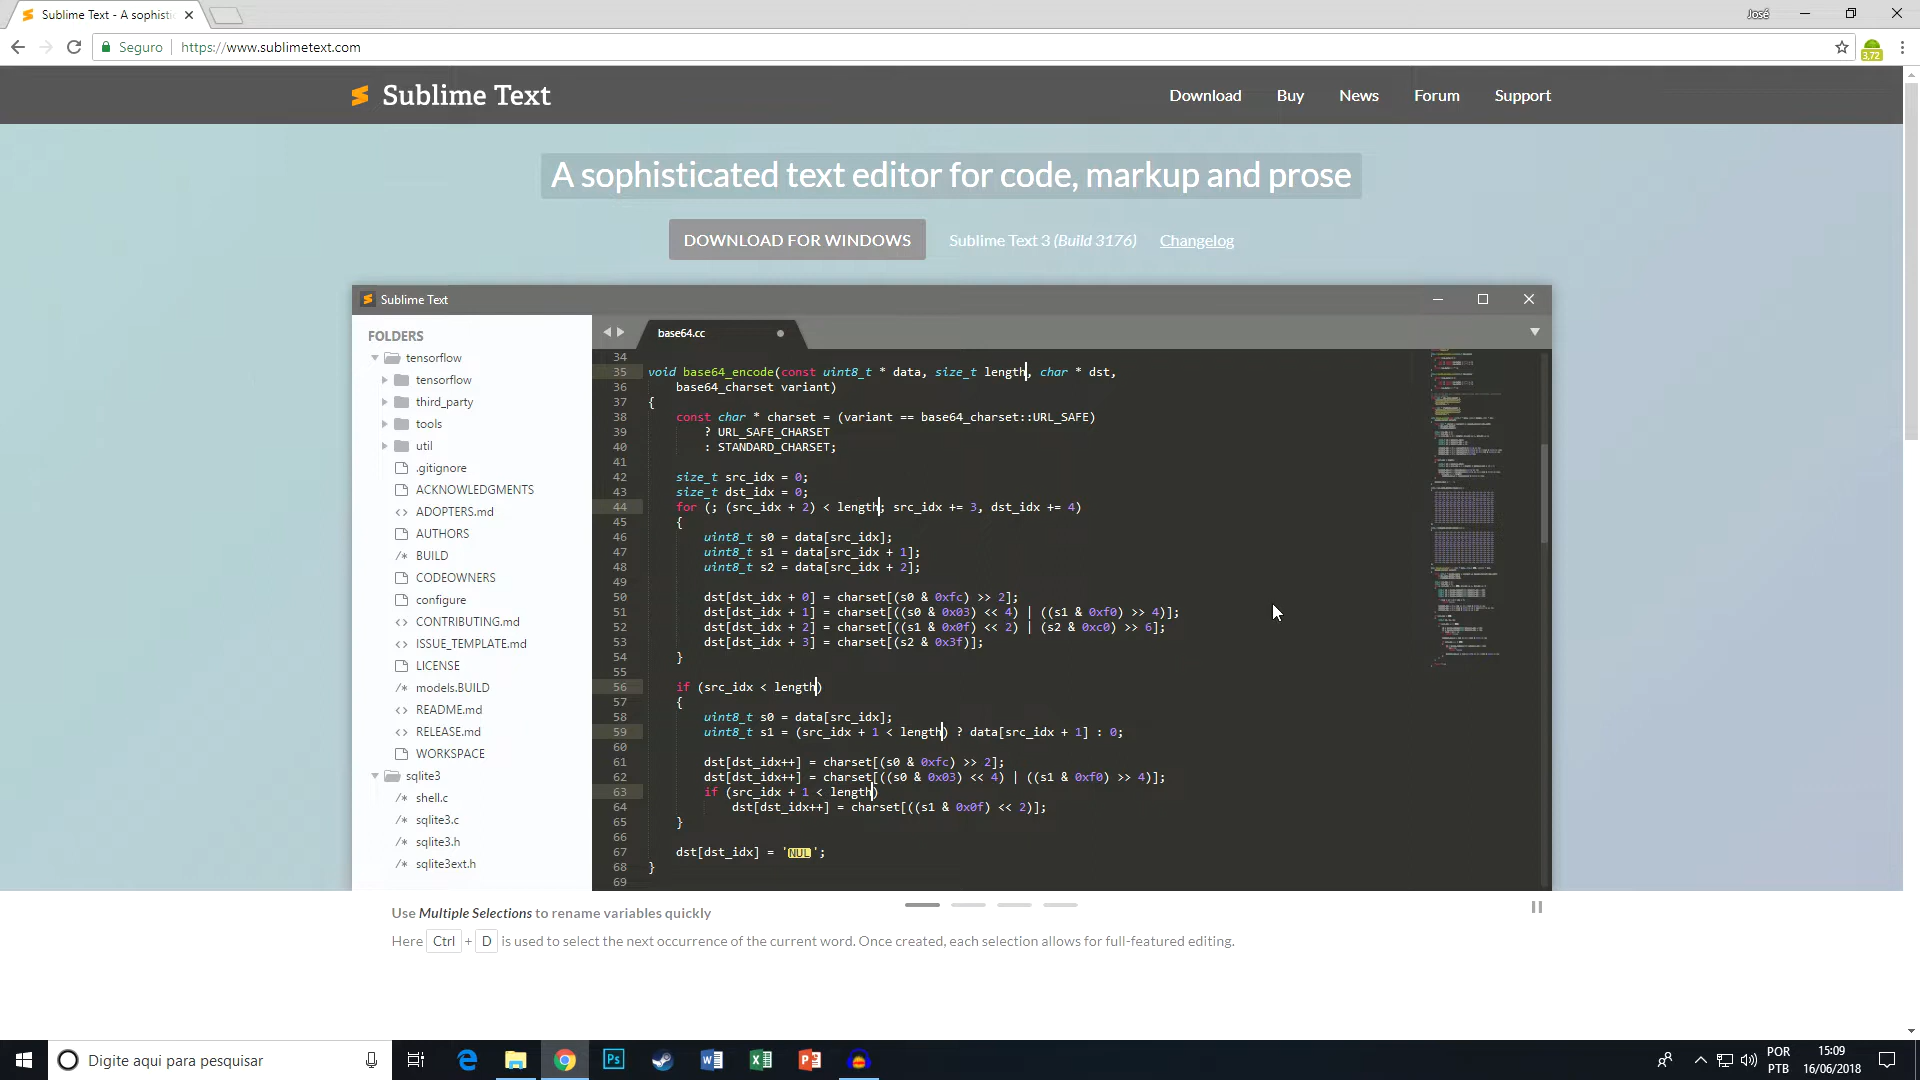 Sublime Text - A sophisti
José
Seguro
https://www.sublimetext.com
3,72
Sublime Text
Download
Buy
News
Forum
Support
A sophisticated text editor for code, markup and prose
DOWNLOAD FOR WINDOWS
Sublime Text 3 (Build 3176)
Changelog
Sublime Text
FOLDERS
tensorflow
tensorflow
third_party
tools
util
.gitignore
ACKNOWLEDGMENTS
<> ADOPTERS.md
AUTHORS
/* BUILD
CODEOWNERS
configure
<> CONTRIBUTING.md
<> ISSUE_TEMPLATE.md
LICENSE
/* models.BUILD
<> README.md
<> RELEASE.md
WORKSPACE
sqlite3
/* shell.c
/* sqlite3.c
/* sqlite3.h
/* sqlite3ext.h
base64.cc
34
35 void base64_encode(const uint8_t * data, size_t length, char * dst,
36 base64_charset variant)
37 {
38 const char * charset = (variant == base64_charset::URL_SAFE)
39 ? URL_SAFE_CHARSET
40 : STANDARD_CHARSET;
41
42 size_t src_idx = 0;
43 size_t dst_idx = 0;
44 for (; (src_idx + 2) < length; src_idx += 3, dst_idx += 4)
45 {
46 uint8_t s0 = data[src_idx];
47 uint8_t s1 = data[src_idx + 1];
48 uint8_t s2 = data[src_idx + 2];
49
50 dst[dst_idx + 0] = charset[(s0 & 0xfc) >> 2];
51 dst[dst_idx + 1] = charset[((s0 & 0x03) << 4) | ((s1 & 0xf0) >> 4)];
52 dst[dst_idx + 2] = charset[((s1 & 0x0f) << 2) | (s2 & 0xc0) >> 6];
53 dst[dst_idx + 3] = charset[(s2 & 0x3f)];
54 }
55
56 if (src_idx < length)
57 {
58 uint8_t s0 = data[src_idx];
59 uint8_t s1 = (src_idx + 1 < length) ? data[src_idx + 1] : 0;
60
61 dst[dst_idx++] = charset[(s0 & 0xfc) >> 2];
62 dst[dst_idx++] = charset[((s0 & 0x03) << 4) | ((s1 & 0xf0) >> 4)];
63 if (src_idx + 1 < length)
64 dst[dst_idx++] = charset[((s1 & 0x0f) << 2)];
65 }
66
67 dst[dst_idx] = 'NUL';
68 }
69
Use Multiple Selections to rename variables quickly
Here Ctrl + D is used to select the next occurrence of the current word. Once created, each selection allows for full-featured editing.
Digite aqui para pesquisar
Ps
POR
PTB
15:09
16/06/2018